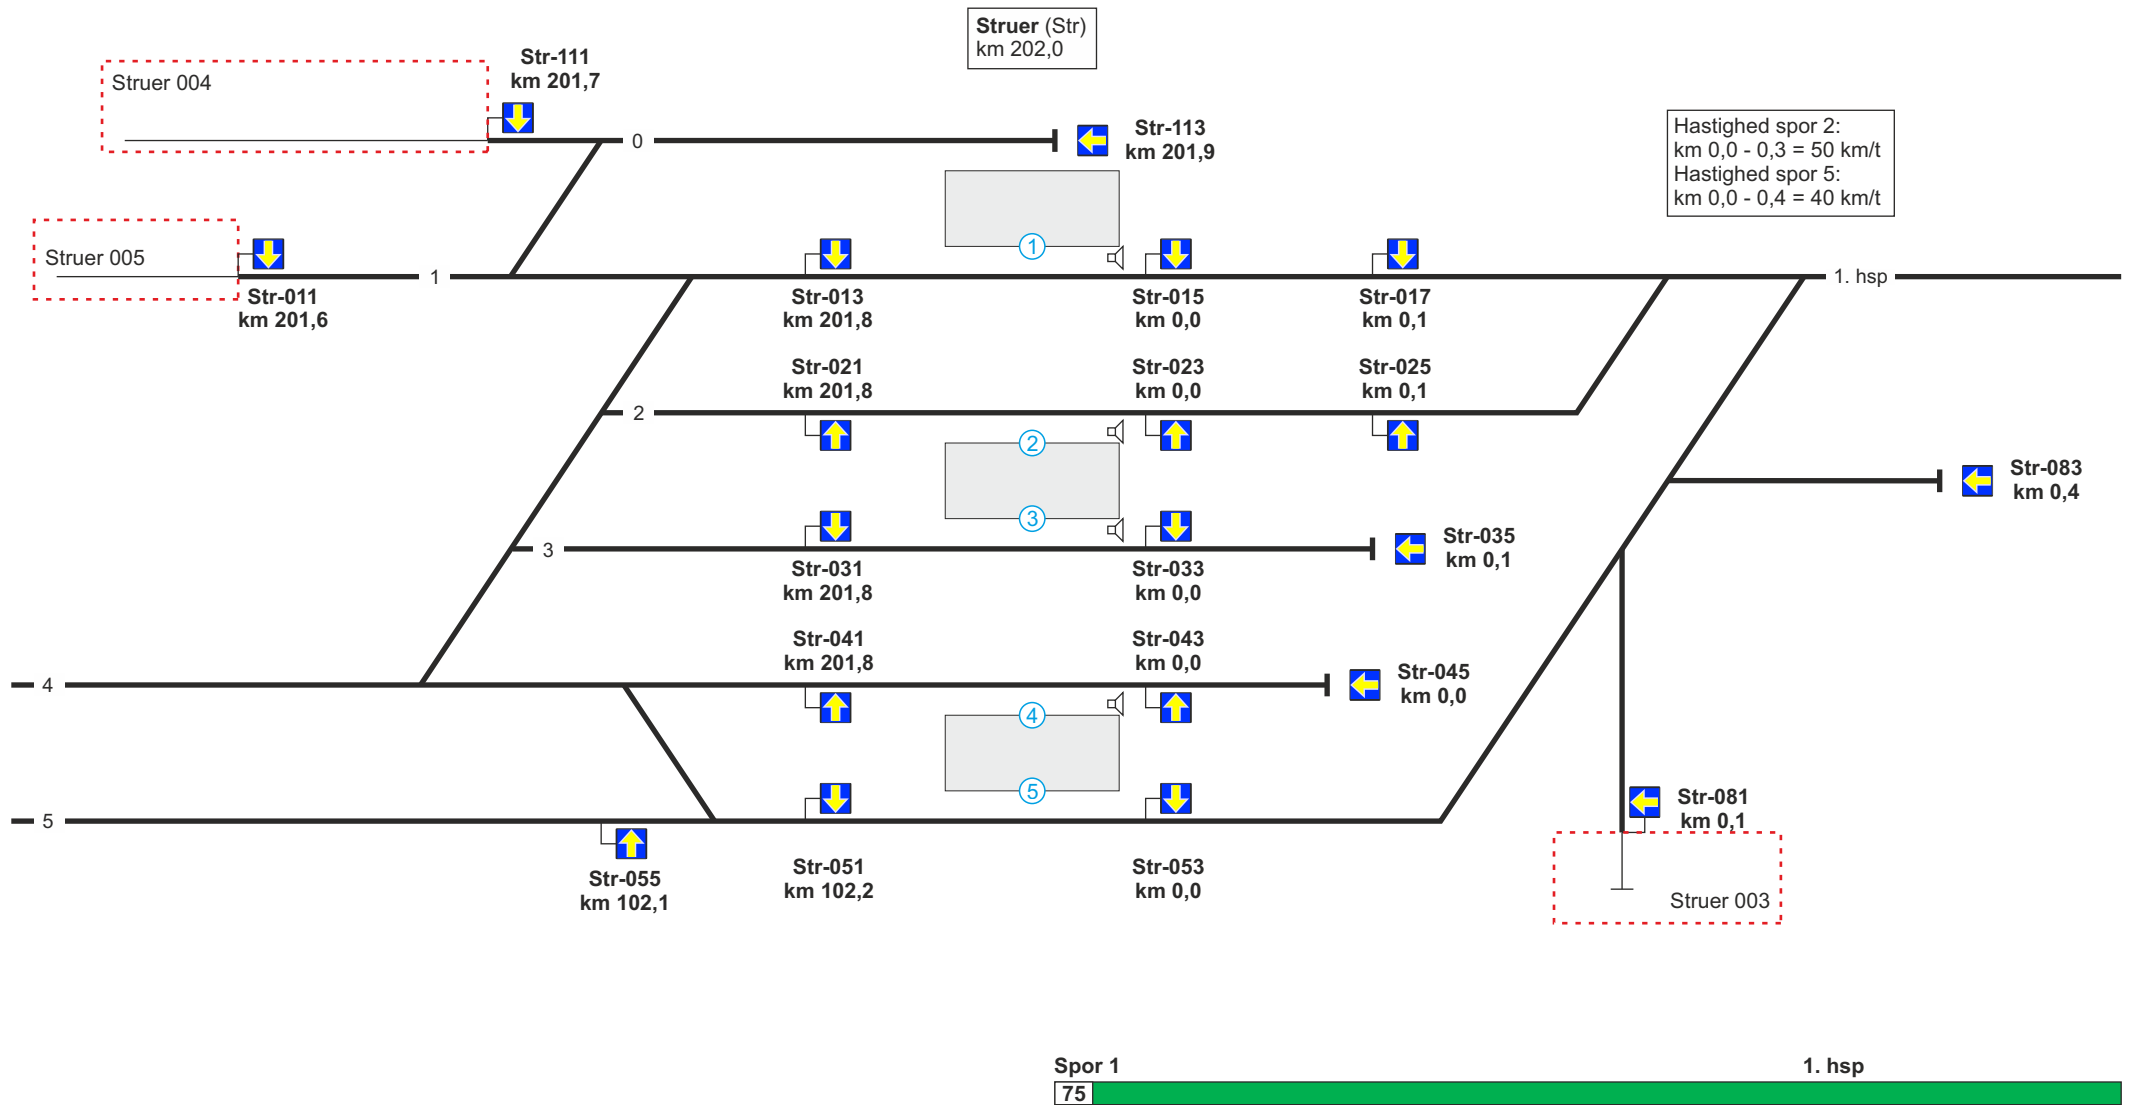 Struer (Str)
km 202,0
Str-111
km 201,7
Struer 004
0
Str-113
km 201,9
Hastighed spor 2:
km 0,0 - 0,3 = 50 km/t
Hastighed spor 5:
km 0,0 - 0,4 = 40 km/t
Struer 005
1
1
1. hsp
Str-011
km 201,6
Str-013
km 201,8
Str-015
km 0,0
Str-017
km 0,1
Str-021
km 201,8
Str-023
km 0,0
Str-025
km 0,1
2
2
Str-083
km 0,4
3
3
Str-035
km 0,1
Str-031
km 201,8
Str-033
km 0,0
Str-041
km 201,8
Str-043
km 0,0
4
Str-045
km 0,0
4
5
5
Str-081
km 0,1
Str-055
km 102,1
Str-051
km 102,2
Str-053
km 0,0
Struer 003
Spor 1
1. hsp
75